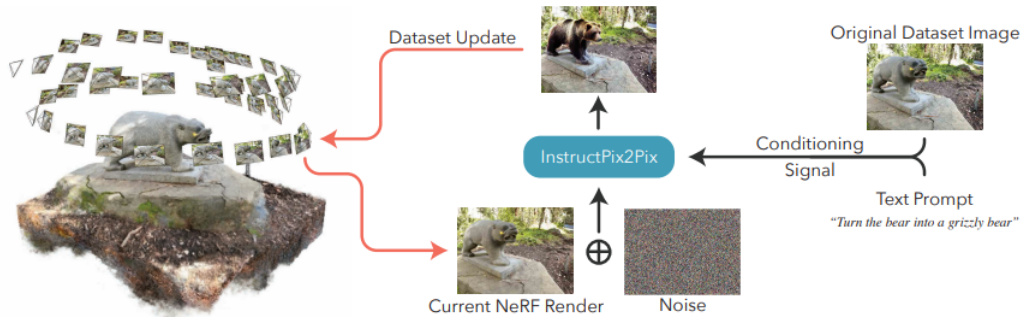 Dataset Update
Original Dataset Image
InstructPix2Pix
Conditioning
Signal
Text Prompt
“Turn the bear into a grizzly bear”
Current NeRF Render
Noise